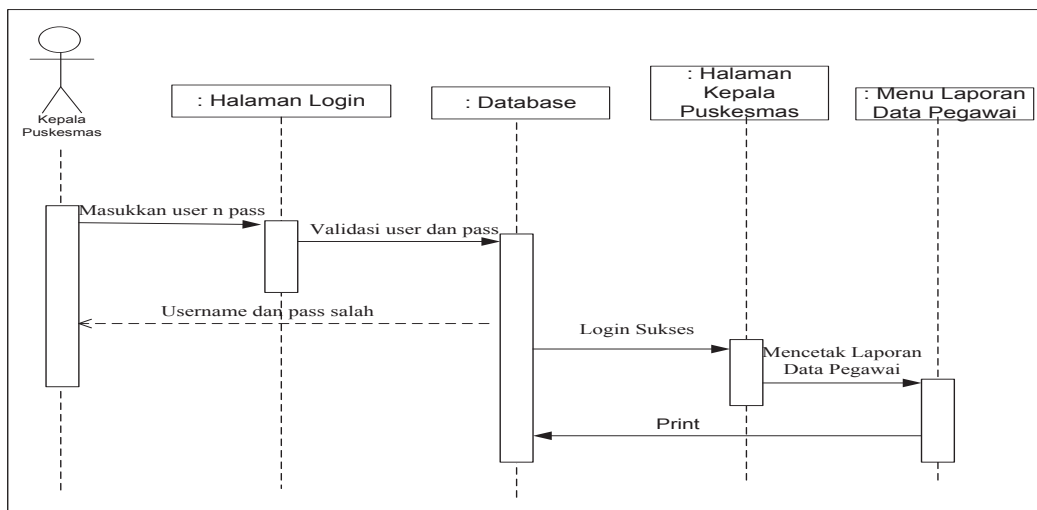 Kepala
Puskesmas
: Halaman Login
: Database
: Halaman
Kepala
Puskesmas
: Menu Laporan
Data Pegawai
Masukkan user n pass
Validasi user dan pass
Username dan pass salah
Login Sukses
Mencetak Laporan
Data Pegawai
Print